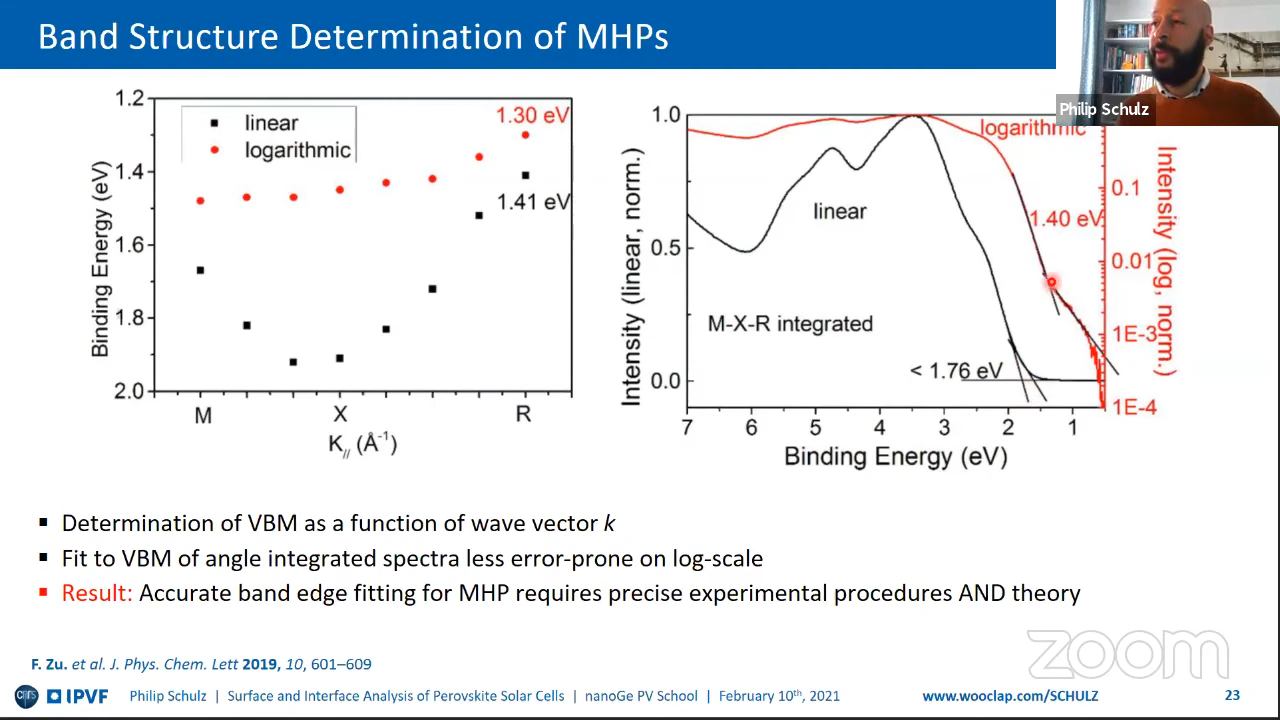 Band Structure Determination of MHPs
Philip Schulz
1.2
1.4
1.6
1.8
2.0
Binding Energy (eV)
linear
logarithmic
1.30 eV
1.41 eV
M
X
R
K// (Å-1)
1.0
0.5
0.0
Intensity (linear, norm.)
logarithmic
linear
1.40 eV
M-X-R integrated
< 1.76 eV
0.1
0.01
1E-3
1E-4
Intensity (log, norm.)
7 6 5 4 3 2 1
Binding Energy (eV)
▪ Determination of VBM as a function of wave vector k
▪ Fit to VBM of angle integrated spectra less error-prone on log-scale
▪ Result: Accurate band edge fitting for MHP requires precise experimental procedures AND theory
zoom
F. Zu. et al. J. Phys. Chem. Lett 2019, 10, 601–609
cnrs IPVF Philip Schulz | Surface and Interface Analysis of Perovskite Solar Cells | nanoGe PV School | February 10th, 2021 www.wooclap.com/SCHULZ 23